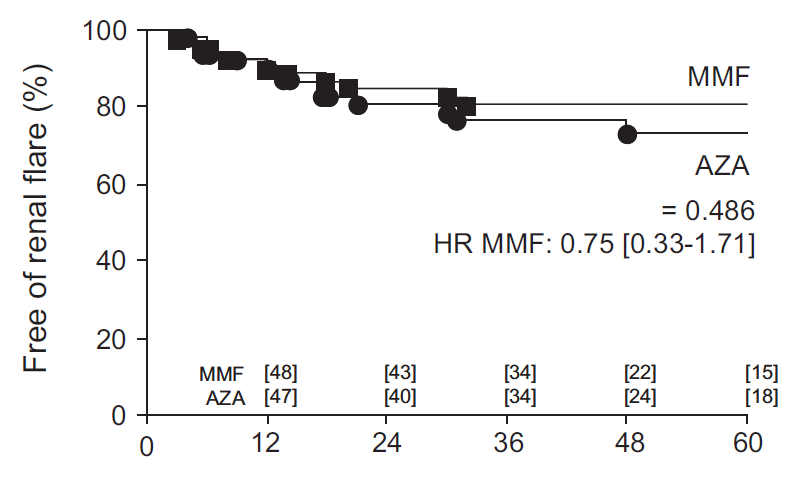 Free of renal flare (%)
100
80
60
40
20
0
MMF
AZA
= 0.486
HR MMF: 0.75 [0.33-1.71]
MMF [48] [43] [34] [22] [15]
AZA [47] [40] [34] [24] [18]
0 12 24 36 48 60